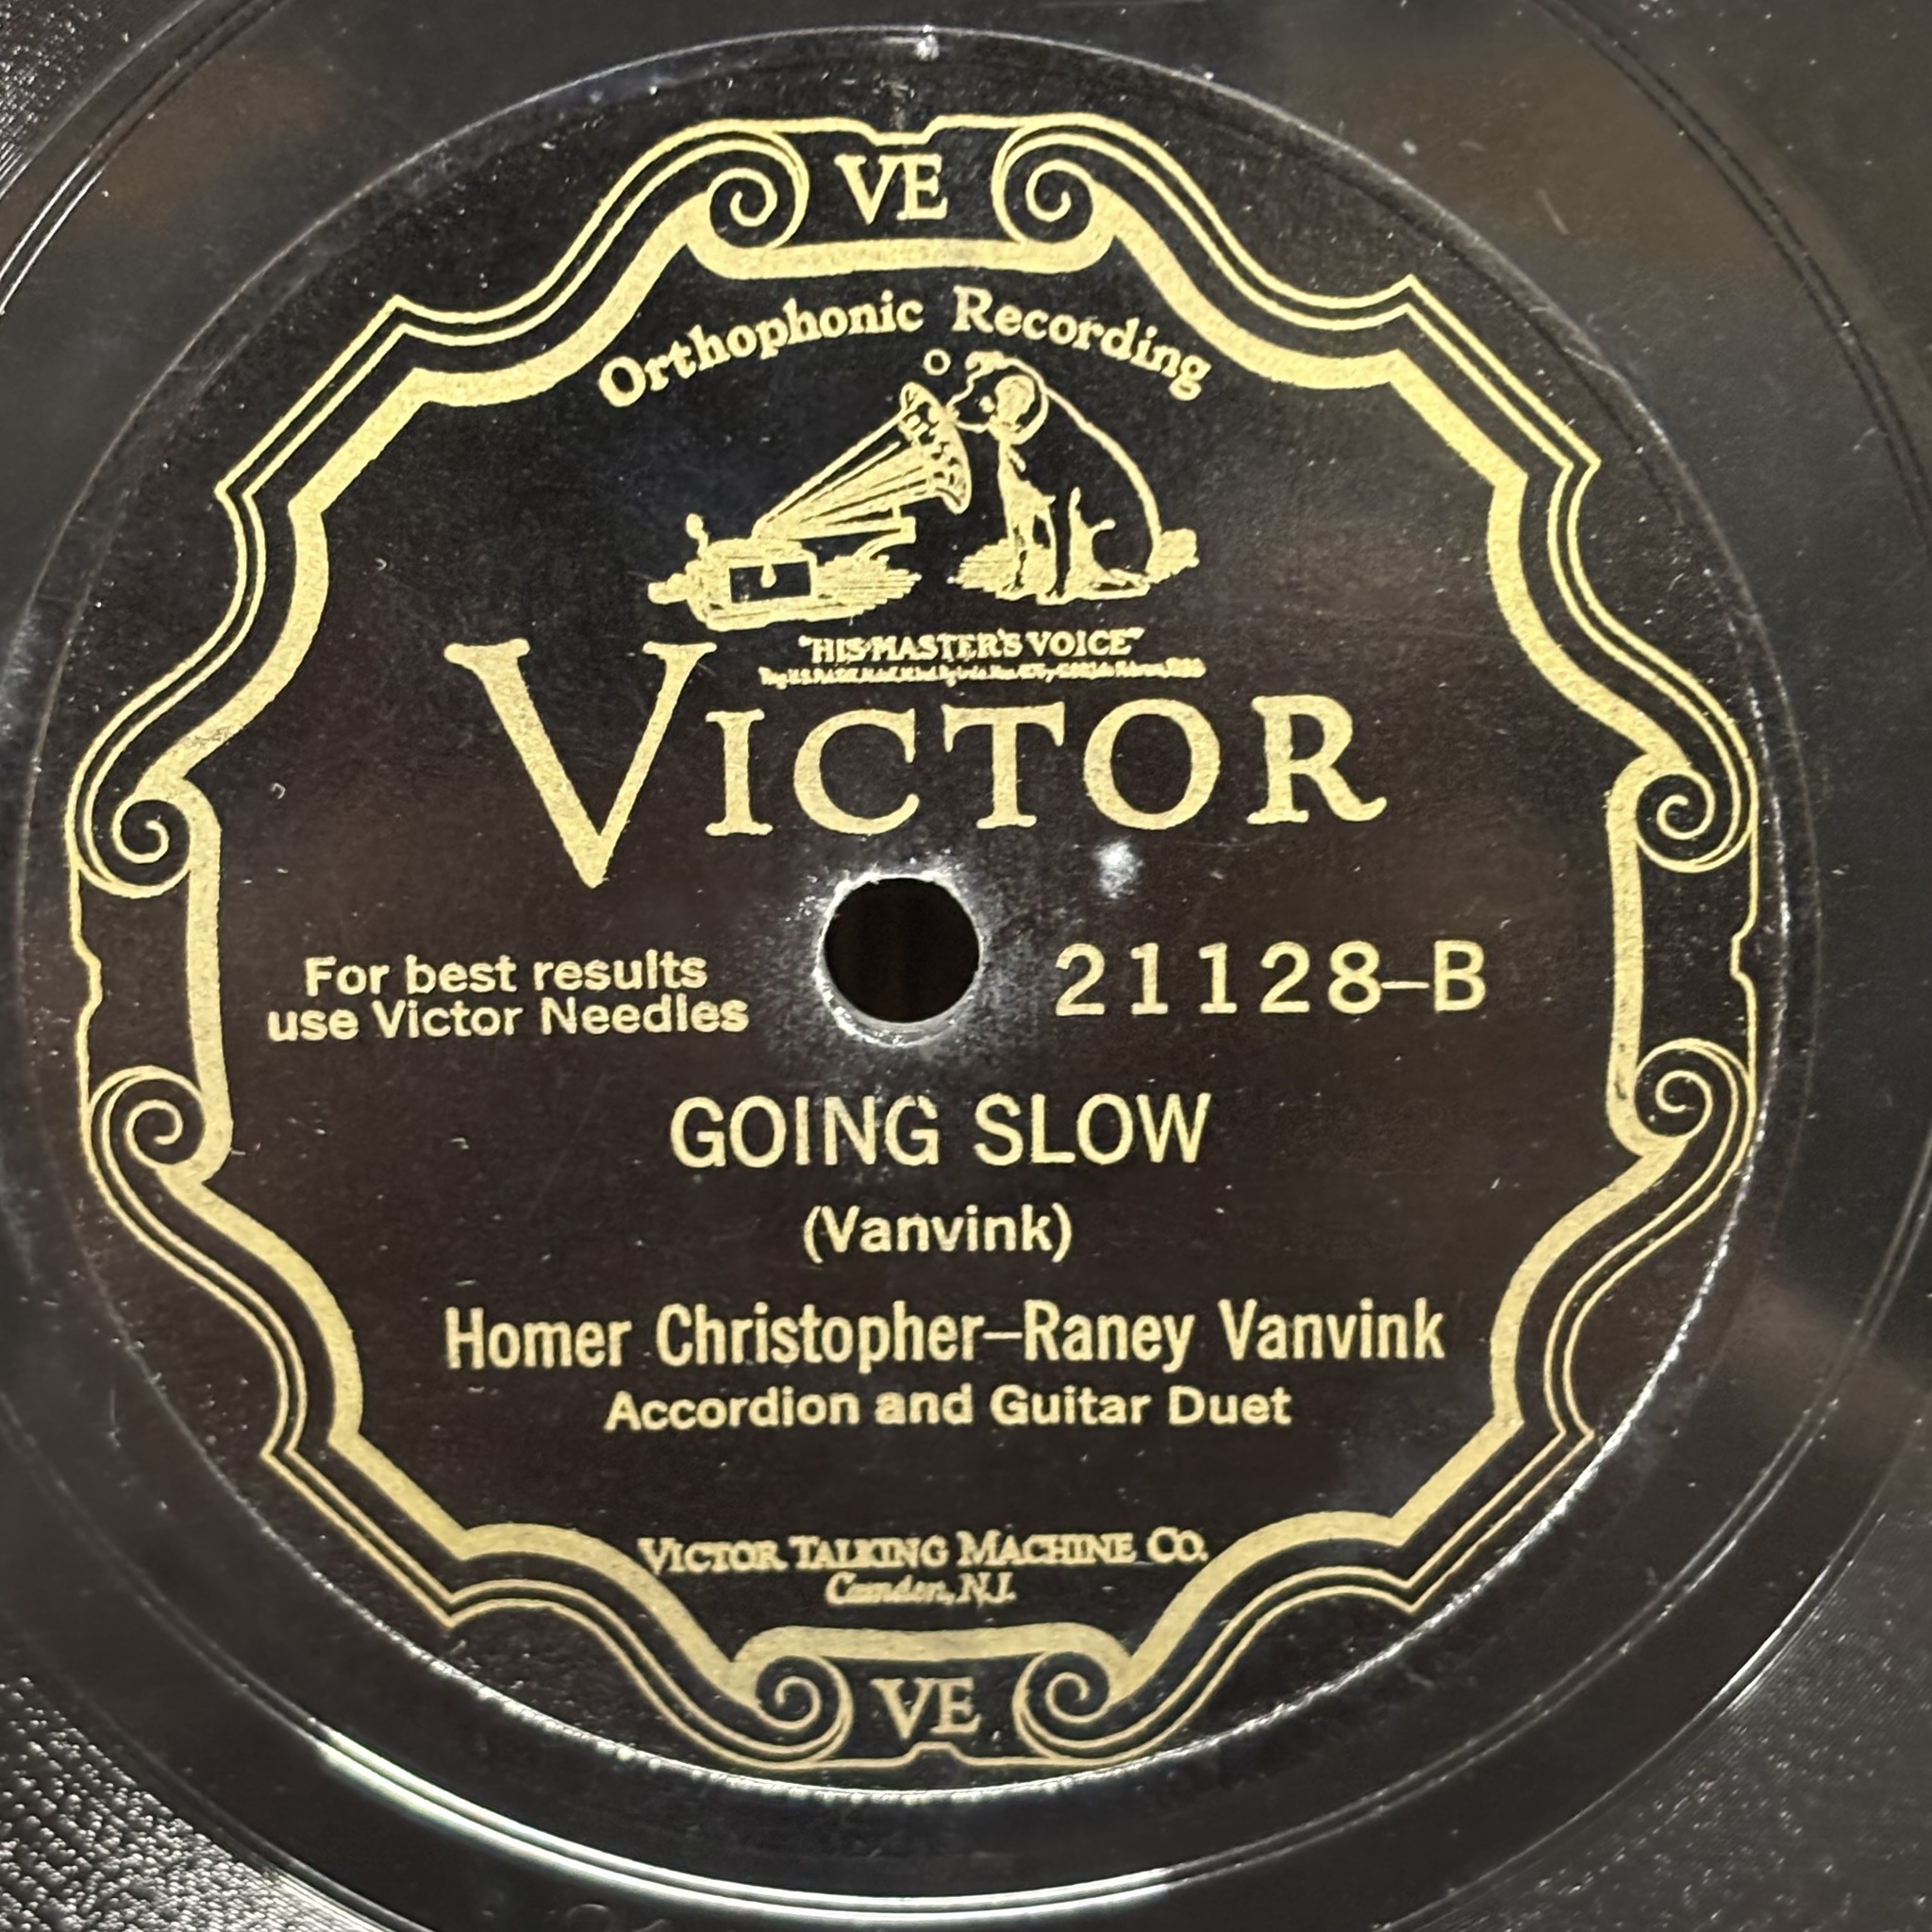 VE
Orthophonic Recording
"HIS MASTER'S VOICE"
VICTOR
For best results
use Victor Needles
21128-B
GOING SLOW
(Vanvink)
Homer Christopher–Raney Vanvink
Accordion and Guitar Duet
VICTOR TALKING MACHINE CO.
Camden, N.J.
VE